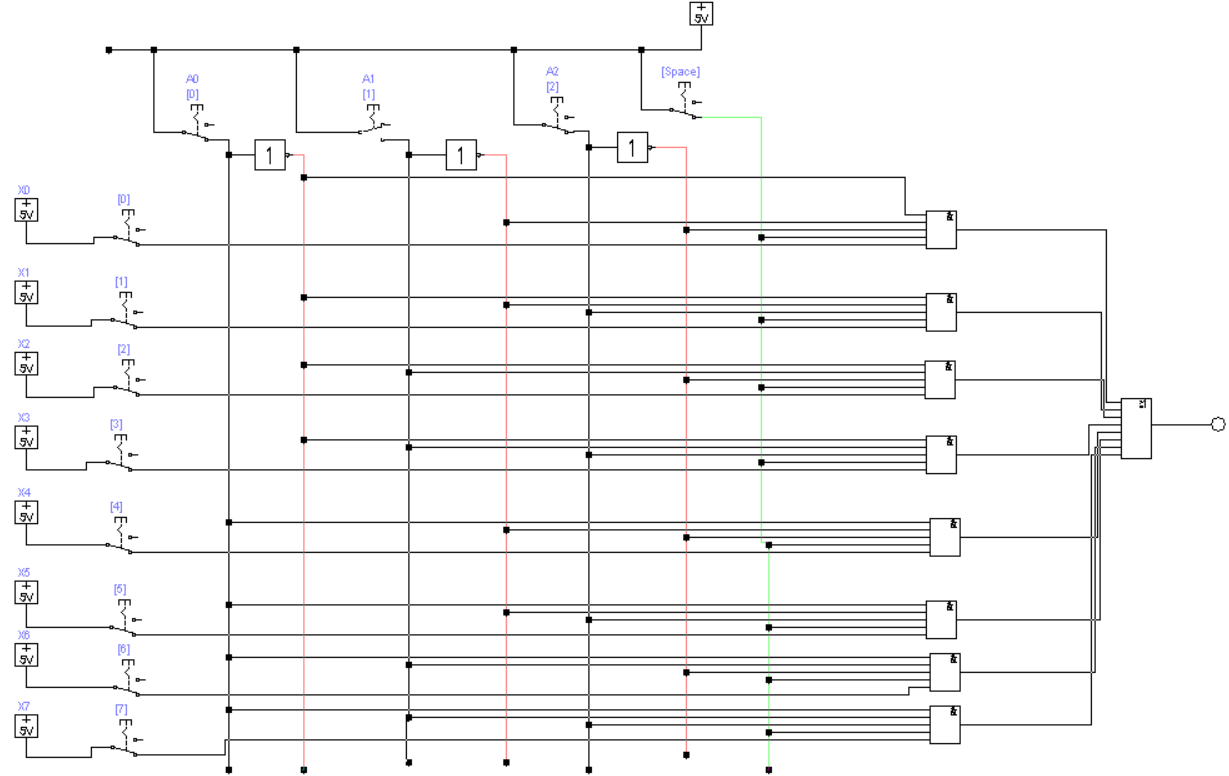 +
5V
A0
[0]
A1
[1]
A2
[2]
[Space]
1
1
1
X0
+
5V
[0]
X1
+
5V
[1]
X2
+
5V
[2]
X3
+
5V
[3]
X4
+
5V
[4]
X5
+
5V
[5]
X6
+
5V
[6]
X7
+
5V
[7]